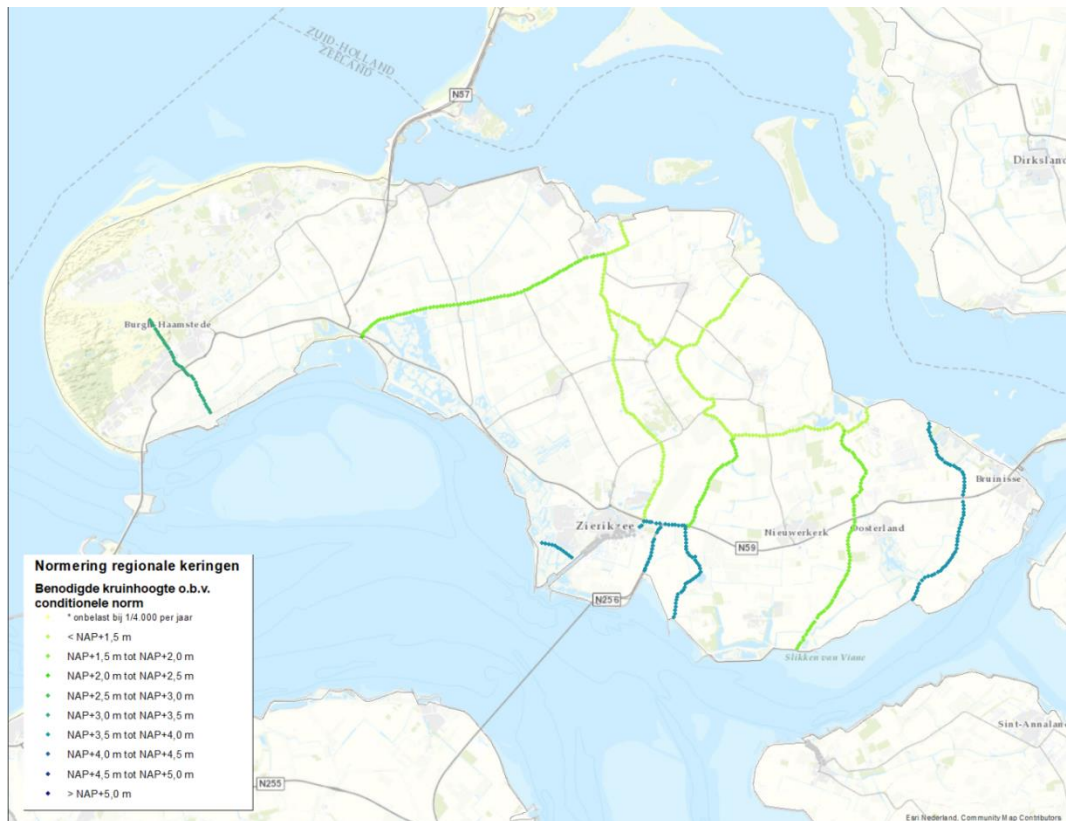 ZUID-HOLLAND
ZEELAND
N57
Dirksland
Burgh-Haamstede
Bruinisse
Zierikzee
Nieuwerkerk
Oosterland
N59
N256
Slikken van Viane
Sint-Annaland
N255
Normering regionale keringen
Benodigde kruinhoogte o.b.v.
conditionele norm
* onbelast bij 1/4.000 per jaar
< NAP+1,5 m
NAP+1,5 m tot NAP+2,0 m
NAP+2,0 m tot NAP+2,5 m
NAP+2,5 m tot NAP+3,0 m
NAP+3,0 m tot NAP+3,5 m
NAP+3,5 m tot NAP+4,0 m
NAP+4,0 m tot NAP+4,5 m
NAP+4,5 m tot NAP+5,0 m
> NAP+5,0 m
Esri Nederland, Community Map Contributors